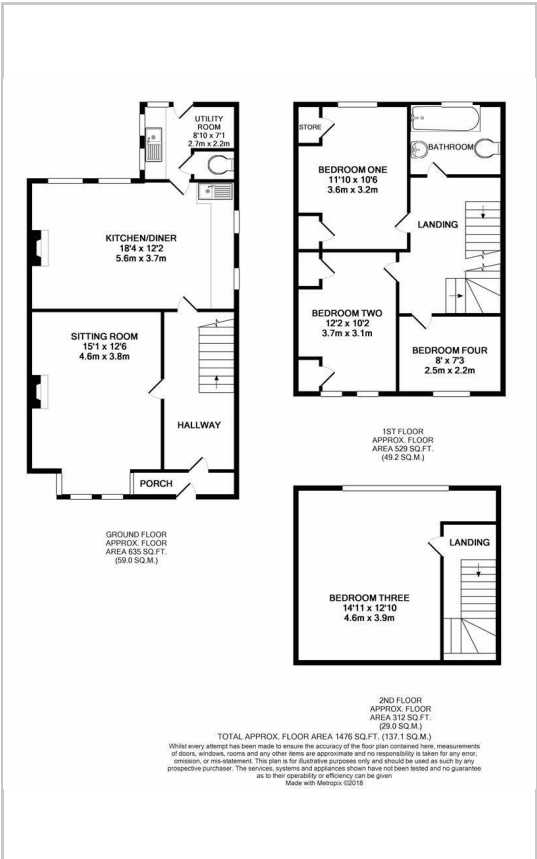 UTILITY
ROOM
8'10 x 7'1
2.7m x 2.2m
KITCHEN/DINER
18'4 x 12'2
5.6m x 3.7m
SITTING ROOM
15'1 x 12'6
4.6m x 3.8m
HALLWAY
PORCH
GROUND FLOOR
APPROX. FLOOR
AREA 635 SQ.FT.
(59.0 SQ.M.)
STORE
BATHROOM
BEDROOM ONE
11'10 x 10'6
3.6m x 3.2m
LANDING
BEDROOM TWO
12'2 x 10'2
3.7m x 3.1m
BEDROOM FOUR
8' x 7'3
2.5m x 2.2m
1ST FLOOR
APPROX. FLOOR
AREA 529 SQ.FT.
(49.2 SQ.M.)
LANDING
BEDROOM THREE
14'11 x 12'10
4.6m x 3.9m
2ND FLOOR
APPROX. FLOOR
AREA 312 SQ.FT.
(29.0 SQ.M.)
TOTAL APPROX. FLOOR AREA 1476 SQ.FT. (137.1 SQ.M.)
Whilst every attempt has been made to ensure the accuracy of the floor plan contained here, measurements
of doors, windows, rooms and any other items are approximate and no responsibility is taken for any error,
omission, or mis-statement. This plan is for illustrative purposes only and should be used as such by any
prospective purchaser. The services, systems and appliances shown have not been tested and no guarantee
as to their operability or efficiency can be given
Made with Metropix ©2018